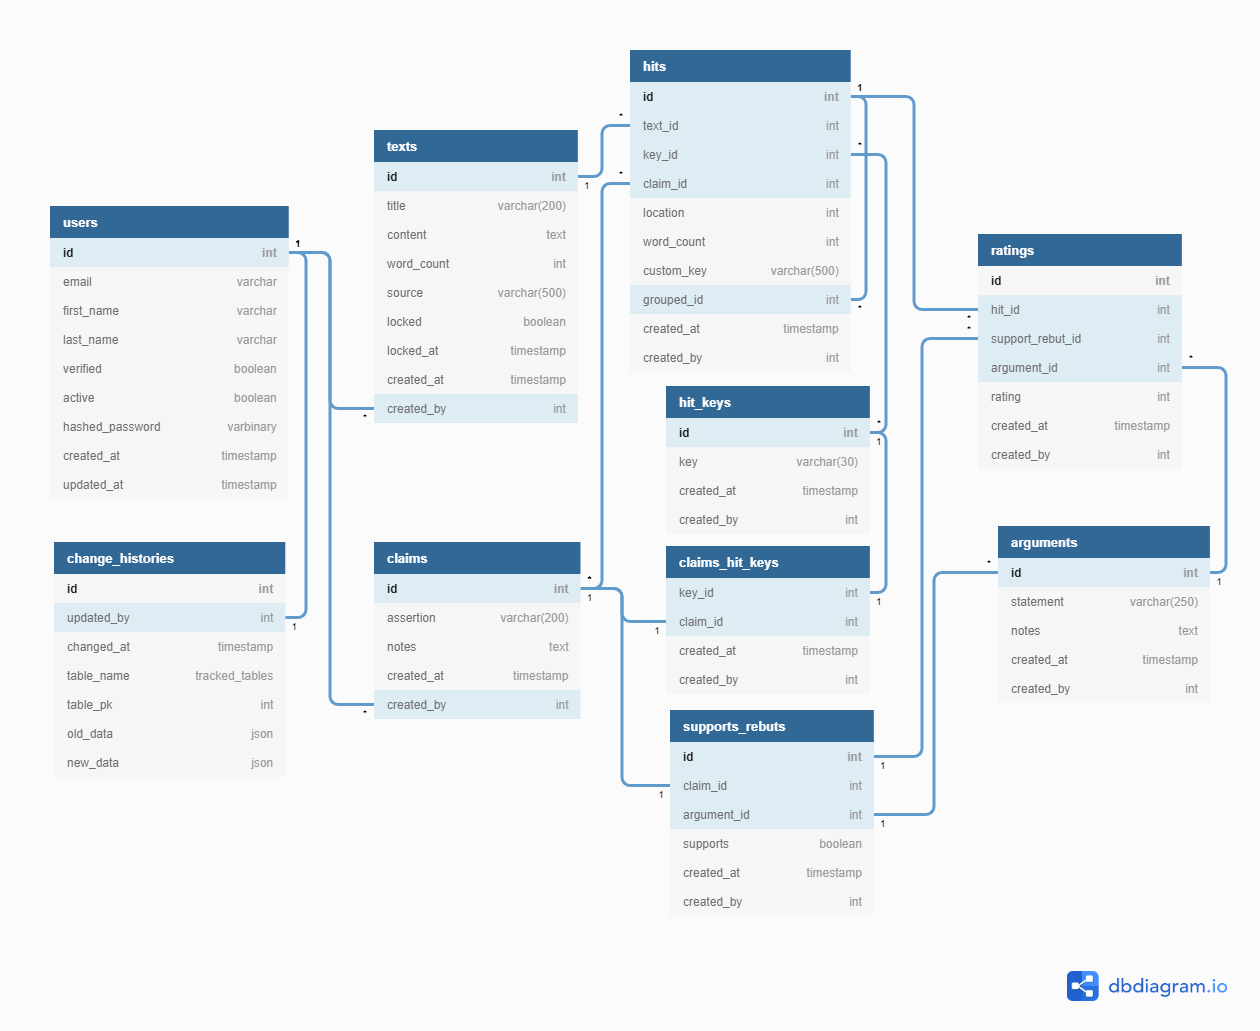 users
id int
email varchar
first_name varchar
last_name varchar
verified boolean
active boolean
hashed_password varbinary
created_at timestamp
updated_at timestamp
change_histories
id int
updated_by int
changed_at timestamp
table_name tracked_tables
table_pk int
old_data json
new_data json
texts
id int
title varchar(200)
content text
word_count int
source varchar(500)
locked boolean
locked_at timestamp
created_at timestamp
created_by int
claims
id int
assertion varchar(200)
notes text
created_at timestamp
created_by int
hits
id int
text_id int
key_id int
claim_id int
location int
word_count int
custom_key varchar(500)
grouped_id int
created_at timestamp
created_by int
hit_keys
id int
key varchar(30)
created_at timestamp
created_by int
claims_hit_keys
key_id int
claim_id int
created_at timestamp
created_by int
supports_rebuts
id int
claim_id int
argument_id int
supports boolean
created_at timestamp
created_by int
ratings
id int
hit_id int
support_rebut_id int
argument_id int
rating int
created_at timestamp
created_by int
arguments
id int
statement varchar(250)
notes text
created_at timestamp
created_by int
1
*
1
*
1
*
*
1
*
1
1
1
*
*
*
1
1
*
*
*
1
*
1
1
dbdiagram.io